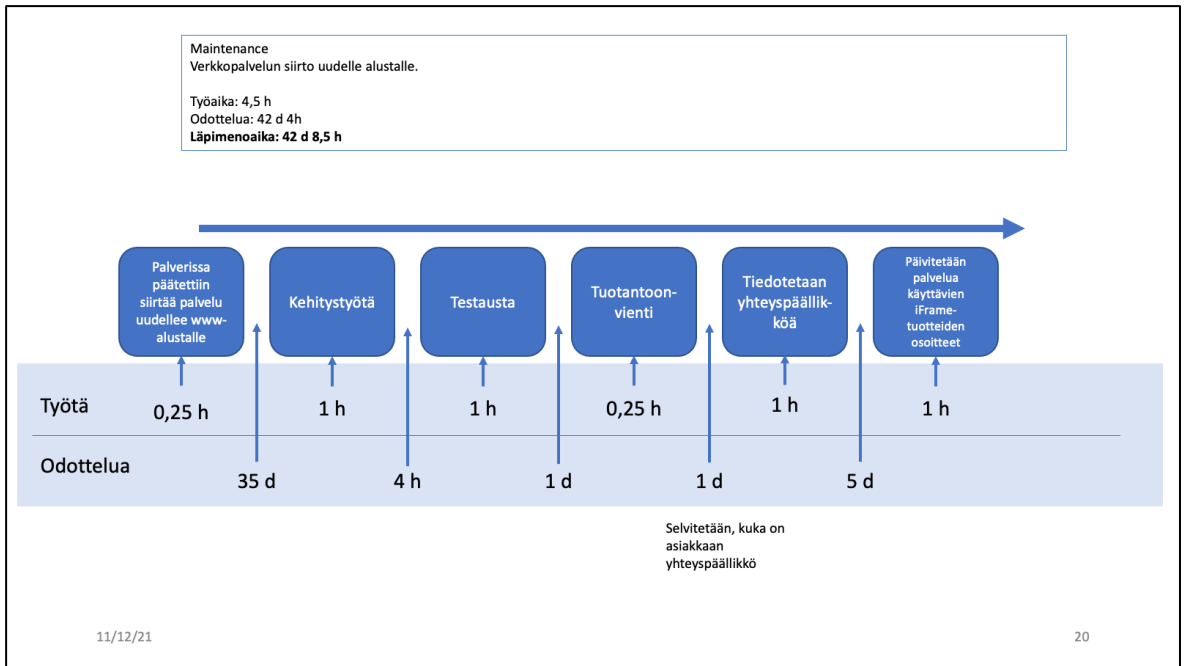 Maintenance
Verkkopalvelun siirto uudelle alustalle.
Työaika: 4,5 h
Odottelua: 42 d 4h
Läpimenoaika: 42 d 8,5 h
Palverissa
päätettiin
siirtää palvelu
uudellee www-
alustalle
Kehitystyötä
Testausta
Tuotantoon-
vienti
Tiedotetaan
yhteyspäällik-
köä
Päivitetään
palvelua
käyttävien
iFrame-
tuotteiden
osoitteet
Työtä
0,25 h
1 h
1 h
0,25 h
1 h
1 h
Odottelua
35 d
4 h
1 d
1 d
5 d
Selvitetään, kuka on
asiakkaan
yhteyspäällikkö
11/12/21
20